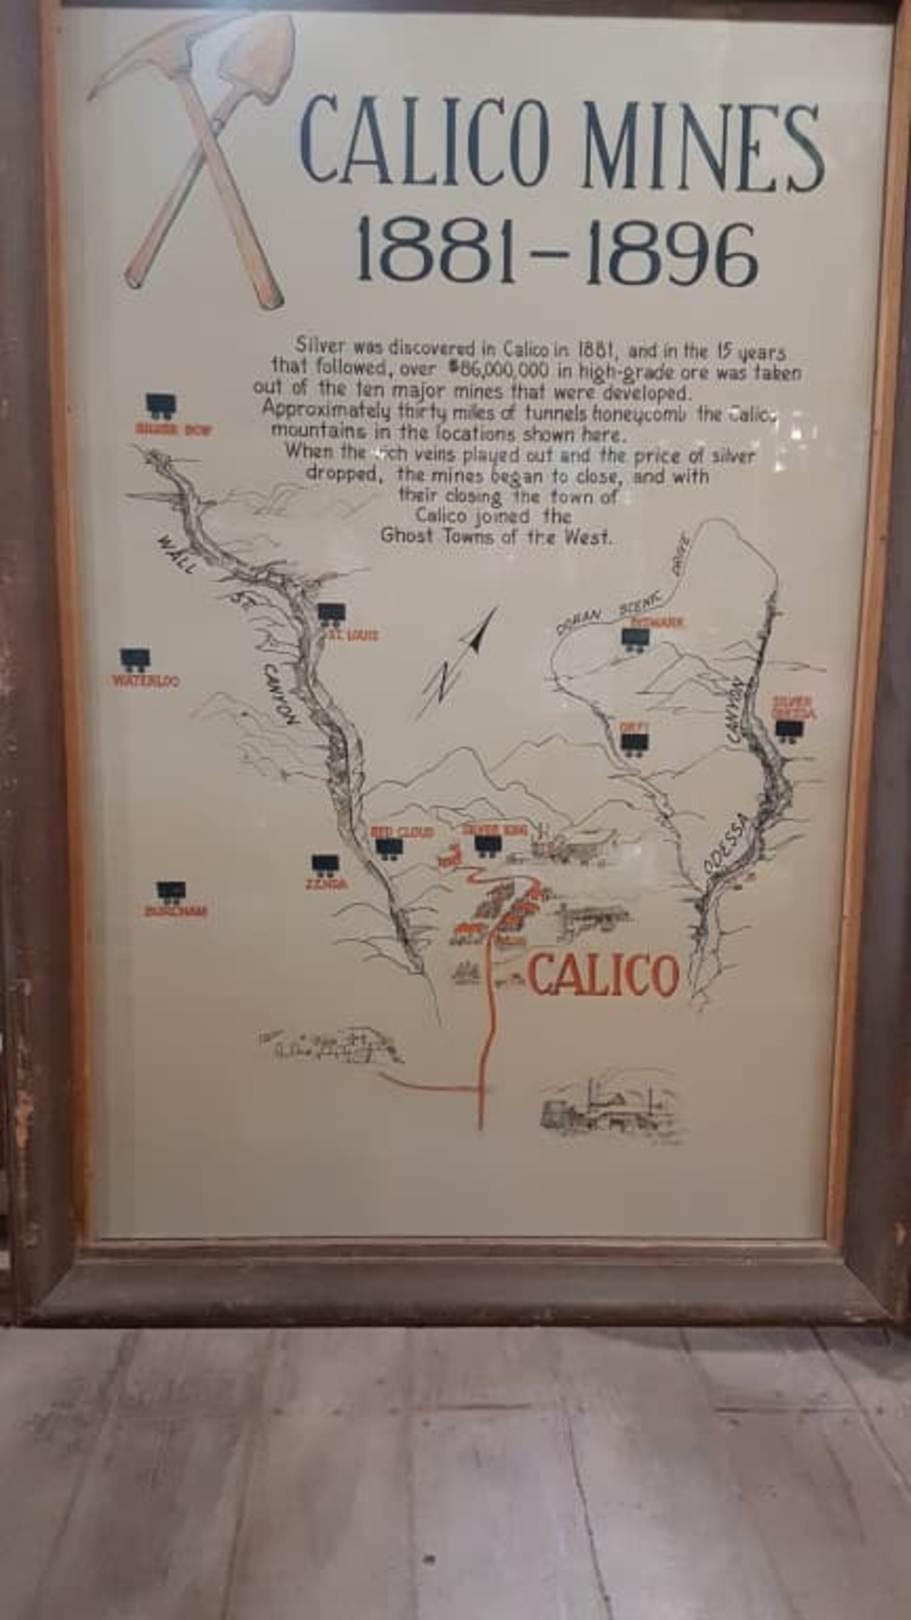 CALICO MINES
1881-1896
Silver was discovered in Calico in 1881, and in the 15 years
that followed, over $86,000,000 in high-grade ore was taken
out of the ten major mines that were developed.
Approximately thirty miles of tunnels honeycomb the Calico
mountains in the locations shown here.
When the rich veins played out and the price of silver
dropped, the mines began to close, and with
their closing the town of
Calico joined the
Ghost Towns of the West.
SILVER BOW
WALL
ST.
CANYON
ST. LOUIS
WATERLOO
N
DORAN SCENIC DRIVE
BISMARK
SILVER
ODESSA
CANYON
ODESSA
RED CLOUD
SILVER KING
ZENDA
BURCHAM
CALICO